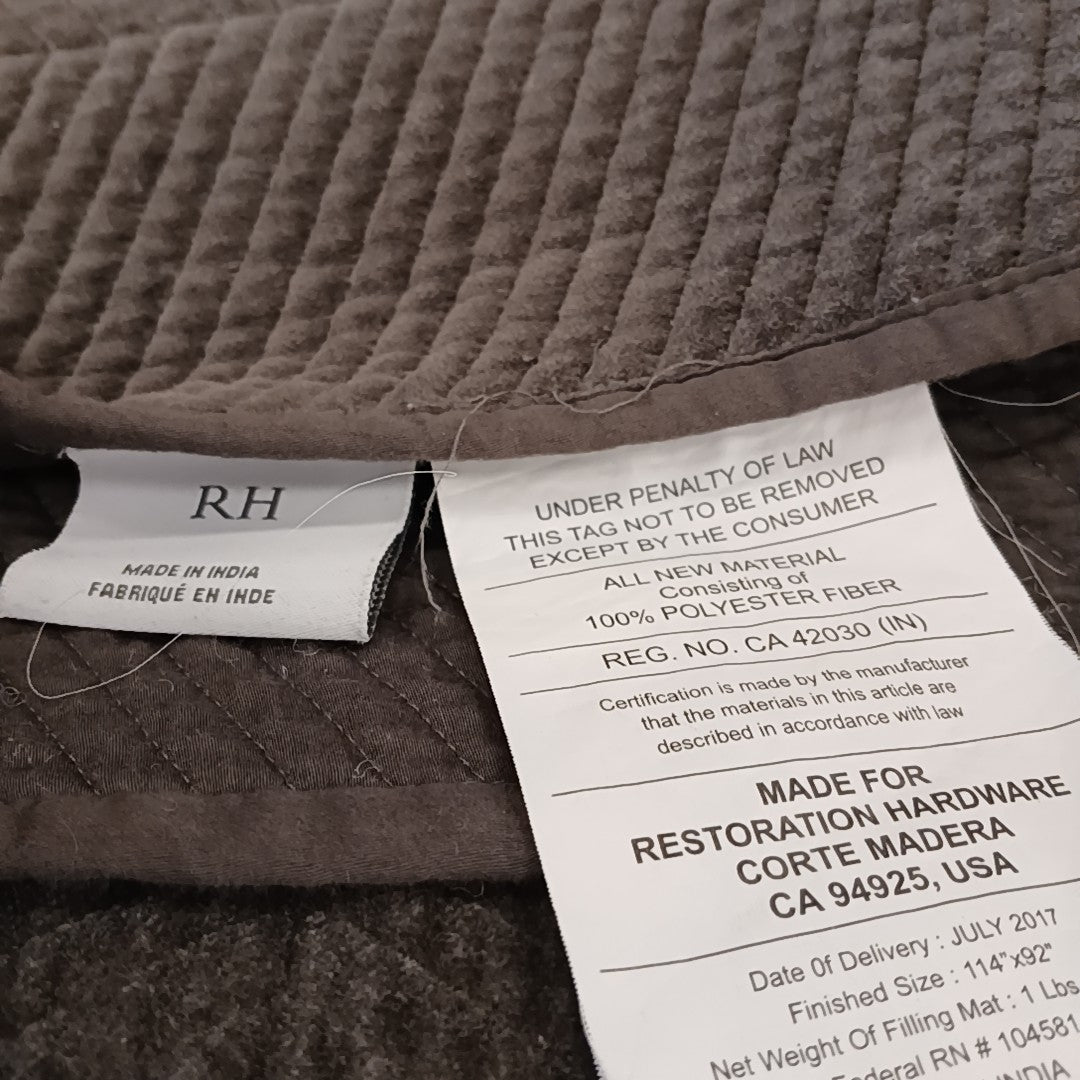 RH
MADE IN INDIA
FABRIQUÉ EN INDE
UNDER PENALTY OF LAW
THIS TAG NOT TO BE REMOVED
EXCEPT BY THE CONSUMER
ALL NEW MATERIAL
Consisting of
100% POLYESTER FIBER
REG. NO. CA 42030 (IN)
Certification is made by the manufacturer
that the materials in this article are
described in accordance with law
MADE FOR
RESTORATION HARDWARE
CORTE MADERA
CA 94925, USA
Date Of Delivery : JULY 2017
Finished Size : 114"x92"
Net Weight Of Filling Mat : 1 Lbs
RN # 104581
INDIA